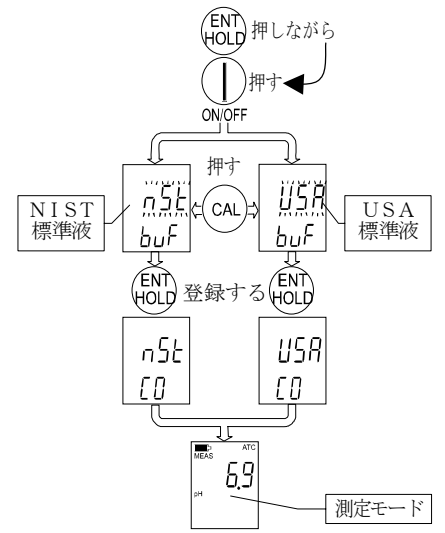 ENT
HOLD
押しながら
押す
ON/OFF
押す
nSt
buF
CAL
USA
buF
ＮＩＳＴ
標準液
ＵＳＡ
標準液
ENT
HOLD
登録する
ENT
HOLD
nSt
CO
USA
CO
MEAS
ATC
6.9
pH
測定モード